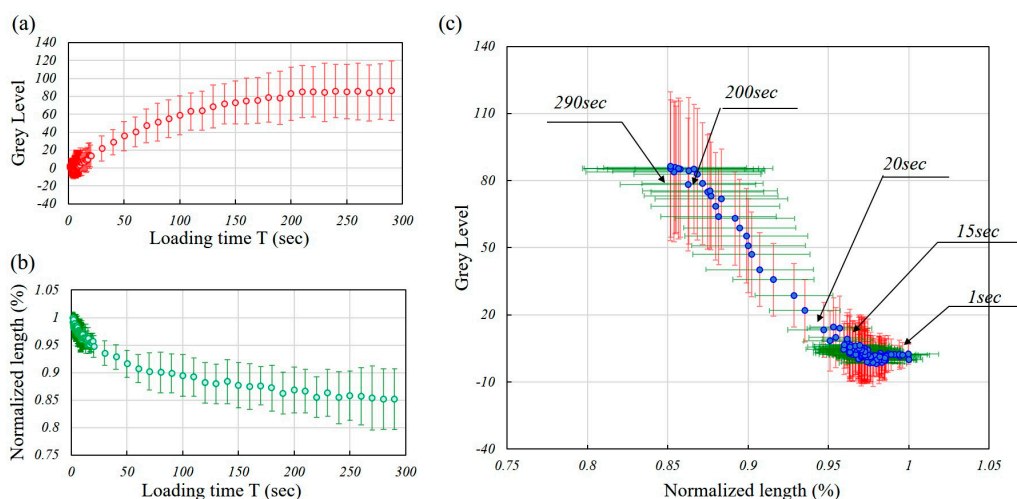 (a)
140
120
100
80
60
40
20
0
-20
-40
Grey Level
0 50 100 150 200 250 300
Loading time T (sec)
(b)
1.05
1
0.95
0.9
0.85
0.8
0.75
Normalized length (%)
0 50 100 150 200 250 300
Loading time T (sec)
(c)
140
110
80
50
20
-10
-40
Grey Level
290sec
200sec
20sec
15sec
1sec
0.75 0.8 0.85 0.9 0.95 1 1.05
Normalized length (%)